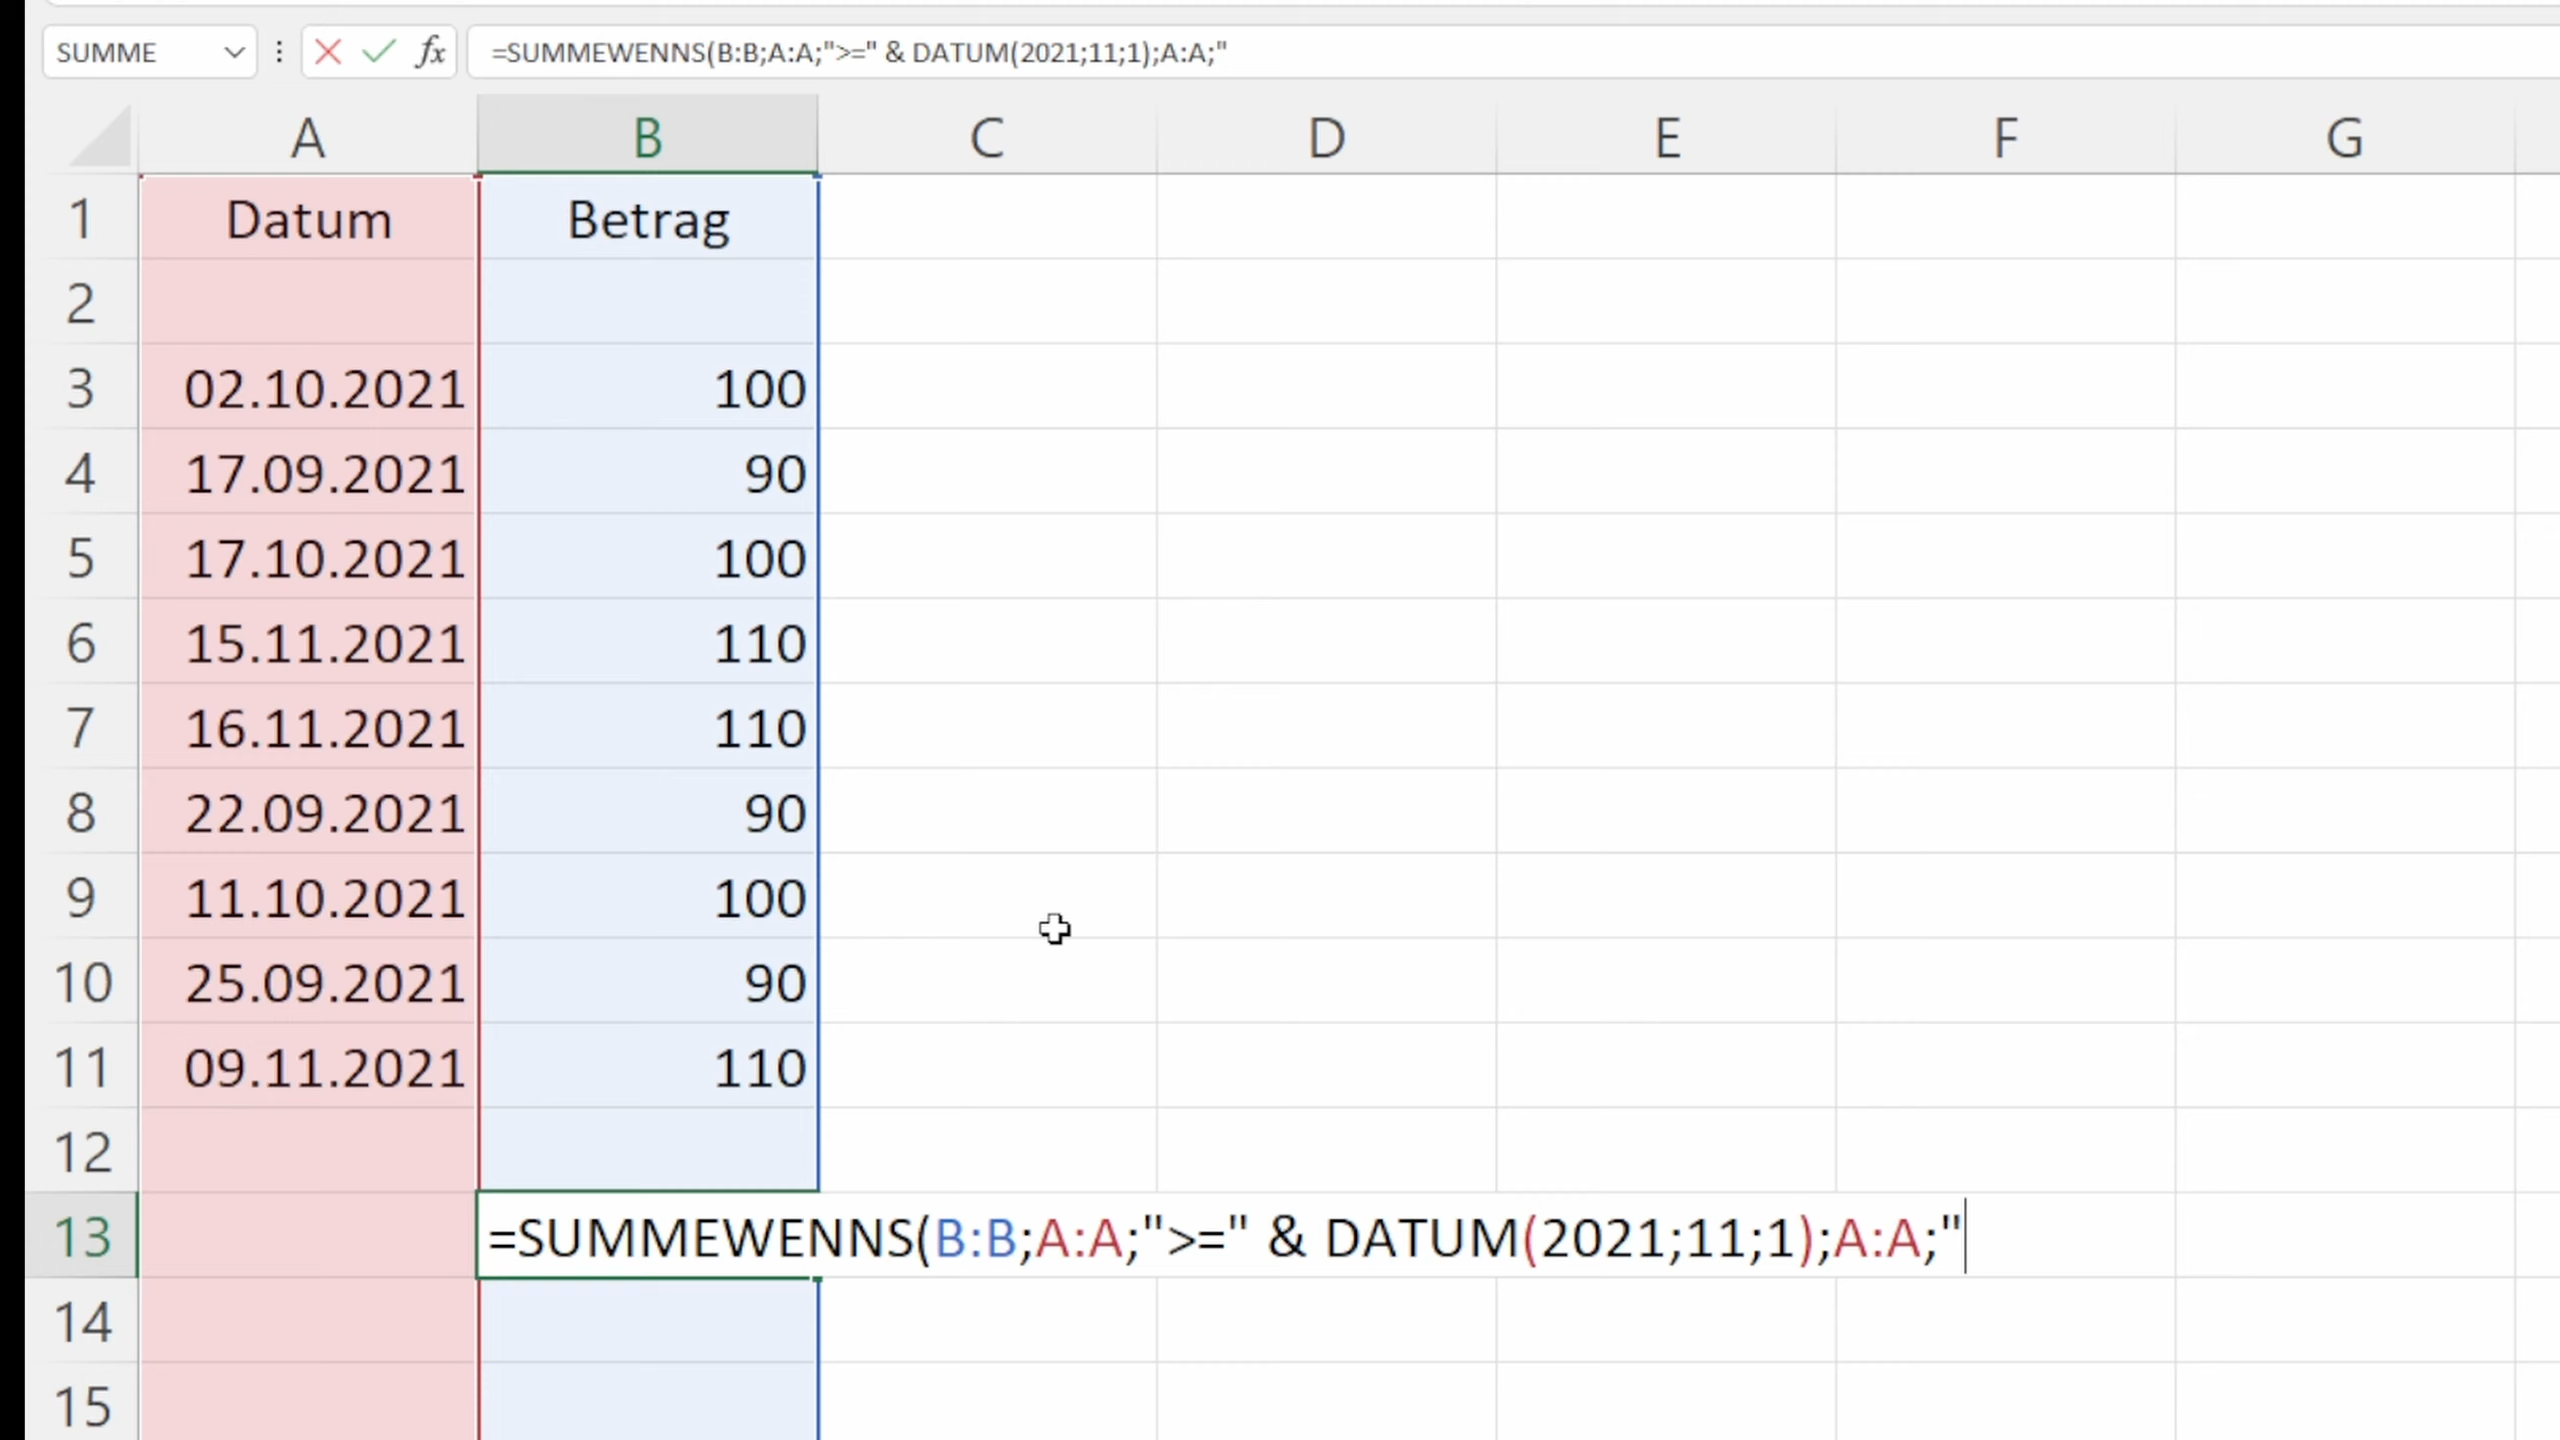 SUMME fx =SUMMEWENNS(B:B;A:A;">=" & DATUM(2021;11;1);A:A;"
A B C D E F G
1 Datum Betrag
2
3 02.10.2021 100
4 17.09.2021 90
5 17.10.2021 100
6 15.11.2021 110
7 16.11.2021 110
8 22.09.2021 90
9 11.10.2021 100
10 25.09.2021 90
11 09.11.2021 110
12
13 =SUMMEWENNS(B:B;A:A;">=" & DATUM(2021;11;1);A:A;"
14
15